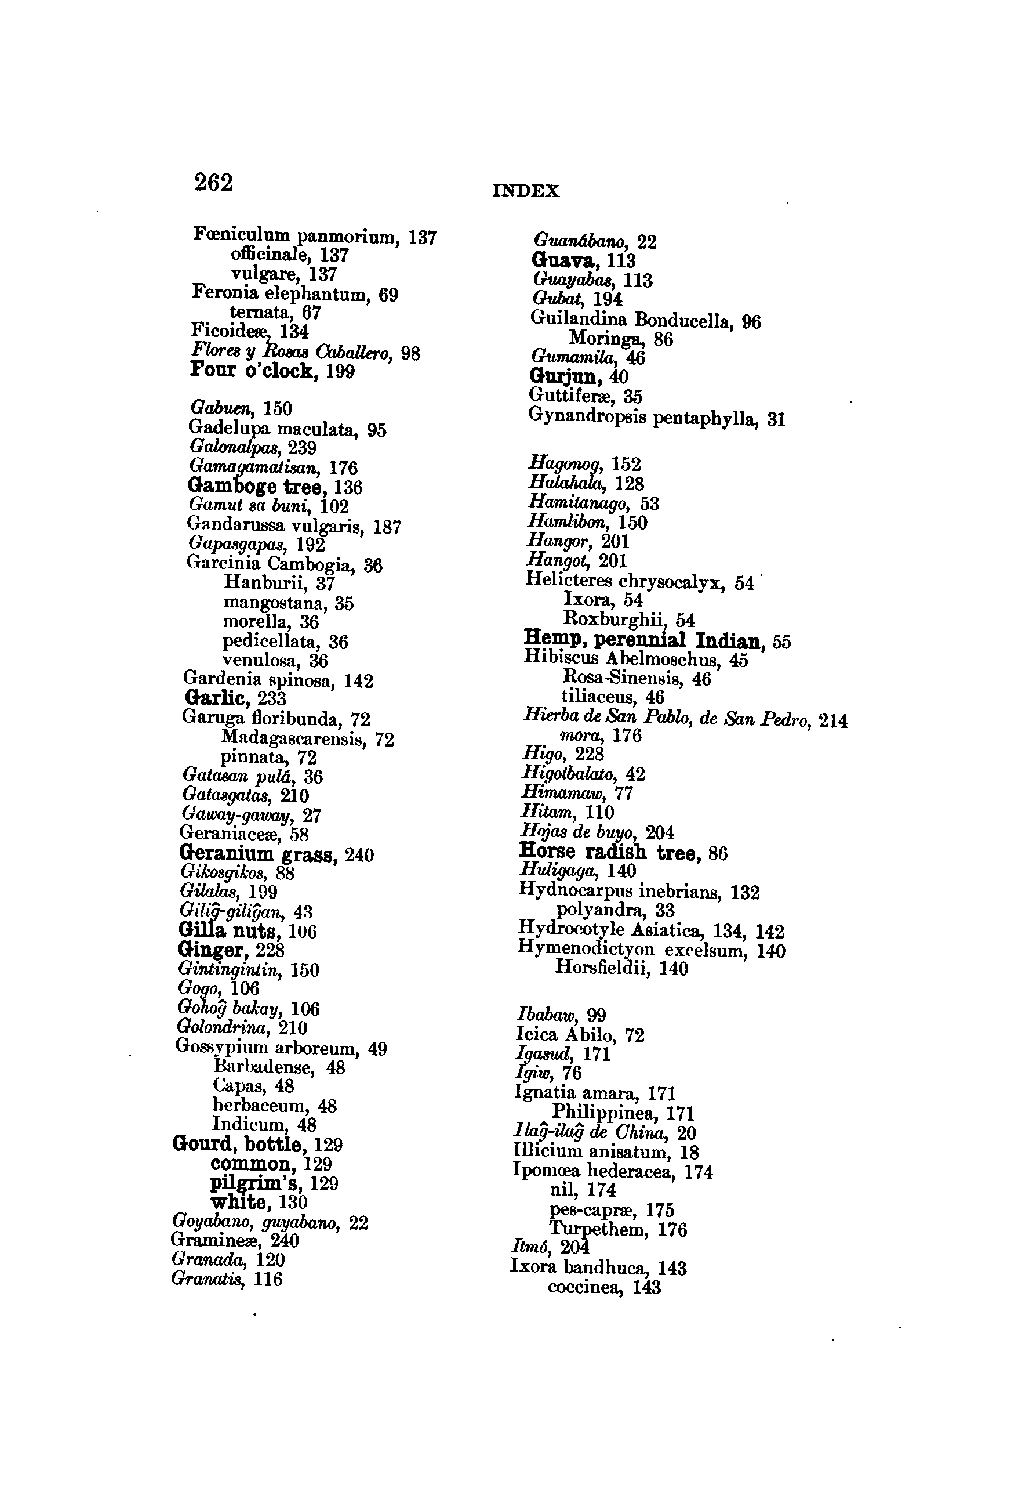 262
INDEX
Fœniculum panmorium, 137
officinale, 137
vulgare, 137
Feronia elephantum, 69
ternata, 67
Ficoideæ, 134
Flores y Rosas Caballero, 98
Four o'clock, 199
Gabuen, 150
Gadelupa maculata, 95
Galonalpas, 239
Gamagamatisan, 176
Gamboge tree, 136
Gamut sa buni, 102
Gandarussa vulgaris, 187
Gapasgapas, 192
Garcinia Cambogia, 36
Hanburii, 37
mangostana, 35
morella, 36
pedicellata, 36
venulosa, 36
Gardenia spinosa, 142
Garlic, 233
Garuga floribunda, 72
Madagascarensis, 72
pinnata, 72
Gatasan pulá, 36
Gatasgatas, 210
Gaway-gaway, 27
Geraniaceæ, 58
Geranium grass, 240
Gikosgikos, 88
Gilalas, 199
Gilig̃-gilig̃an, 43
Gilla nuts, 106
Ginger, 228
Gintingintin, 150
Gogo, 106
Gohog̃ bakay, 106
Golondrina, 210
Gossypium arboreum, 49
Barbadense, 48
Capas, 48
herbaceum, 48
Indicum, 48
Gourd, bottle, 129
common, 129
pilgrim's, 129
white, 130
Goyabano, guyabano, 22
Gramineæ, 240
Granada, 120
Granatis, 116
Guanábano, 22
Guava, 113
Guayabas, 113
Gubat, 194
Guilandina Bonducella, 96
Moringa, 86
Gumamila, 46
Gurjun, 40
Guttiferæ, 35
Gynandropsis pentaphylla, 31
Hagonog, 152
Halahala, 128
Hamitanago, 53
Hamlibon, 150
Hangor, 201
Hangot, 201
Helicteres chrysocalyx, 54
Ixora, 54
Roxburghii, 54
Hemp, perennial Indian, 55
Hibiscus Abelmoschus, 45
Rosa-Sinensis, 46
tiliaceus, 46
Hierba de San Pablo, de San Pedro, 214
mora, 176
Higo, 228
Higotbalato, 42
Himamaw, 77
Hitam, 110
Hojas de buyo, 204
Horse radish tree, 86
Huligaga, 140
Hydnocarpus inebrians, 132
polyandra, 33
Hydrocotyle Asiatica, 134, 142
Hymenodictyon excelsum, 140
Horsfieldii, 140
Ibabaw, 99
Icica Abilo, 72
Igasud, 171
Igiw, 76
Ignatia amara, 171
Philippinea, 171
Ilag̃-ilag̃ de China, 20
Illicium anisatum, 18
Ipomœa hederacea, 174
nil, 174
pes-capræ, 175
Turpethem, 176
Itmó, 204
Ixora bandhuca, 143
coccinea, 143